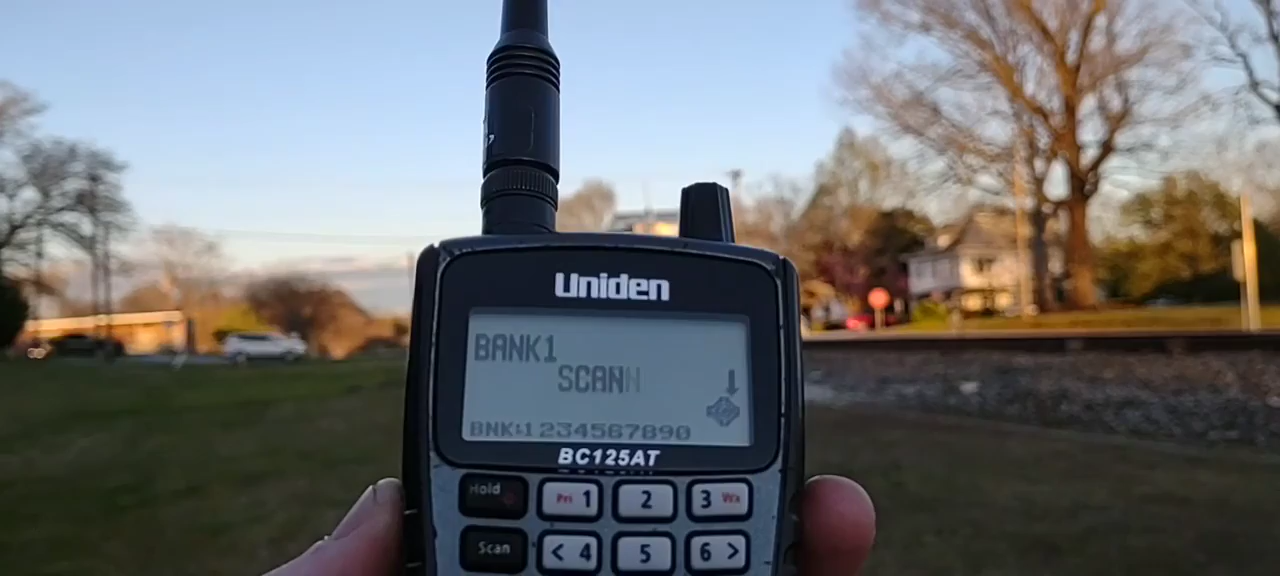 Uniden
BANK1
SCAN
BNK:1234567890
BC125AT
Hold Pri 1 2 3 Wx
Scan < 4 5 6 >